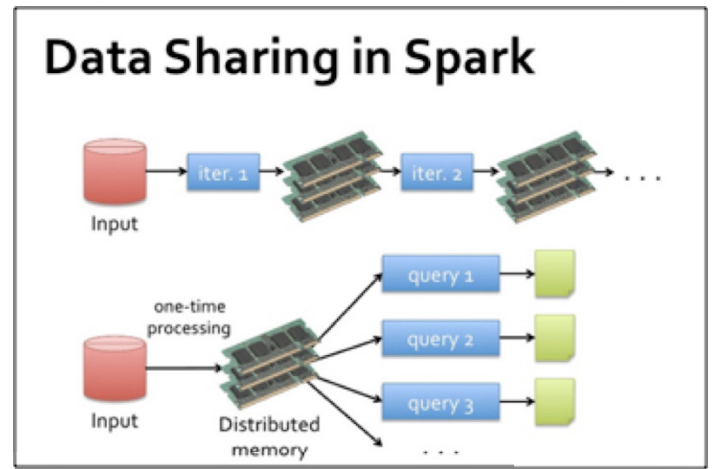 Data Sharing in Spark
iter. 1
iter. 2
. . .
Input
one-time
processing
query 1
query 2
query 3
Input
Distributed
memory
. . .